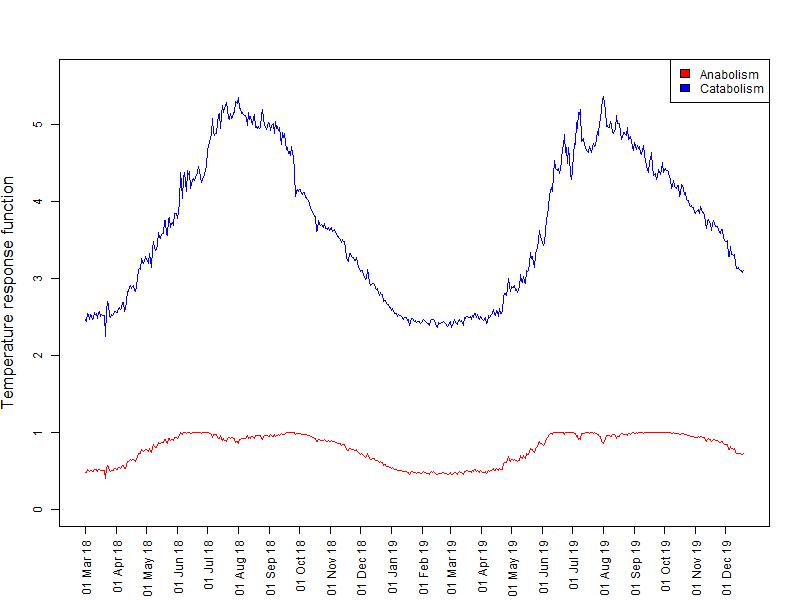 Anabolism
Catabolism
Temperature response function
5
4
3
2
1
0
01 Mar 18
01 Apr 18
01 May 18
01 Jun 18
01 Jul 18
01 Aug 18
01 Sep 18
01 Oct 18
01 Nov 18
01 Dec 18
01 Jan 19
01 Feb 19
01 Mar 19
01 Apr 19
01 May 19
01 Jun 19
01 Jul 19
01 Aug 19
01 Sep 19
01 Oct 19
01 Nov 19
01 Dec 19